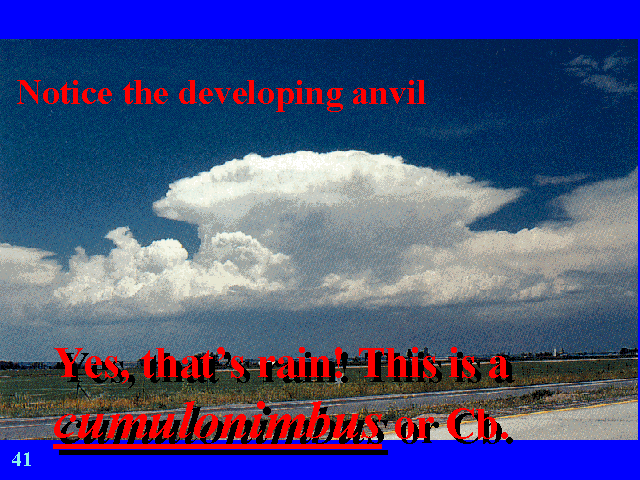 Notice the developing anvil
Yes, that's rain! This is a
cumulonimbus or Cb.
41